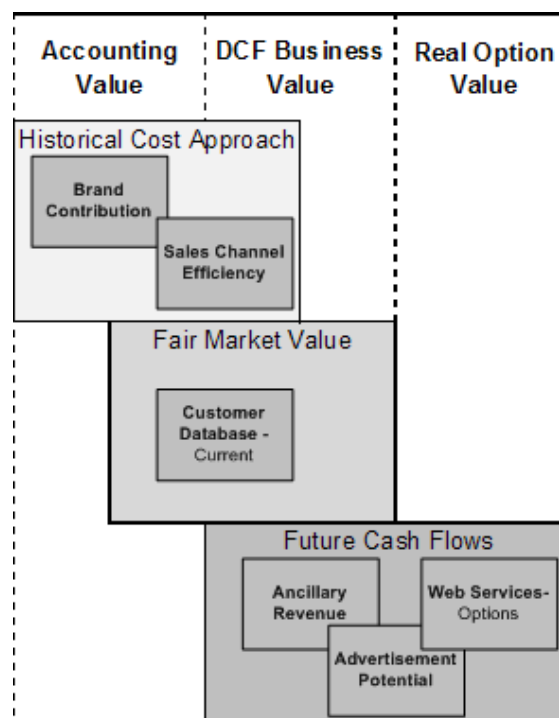 Accounting
Value
DCF Business
Value
Real Option
Value
Historical Cost Approach
Brand
Contribution
Sales Channel
Efficiency
Fair Market Value
Customer
Database -
Current
Future Cash Flows
Ancillary
Revenue
Web Services-
Options
Advertisement
Potential